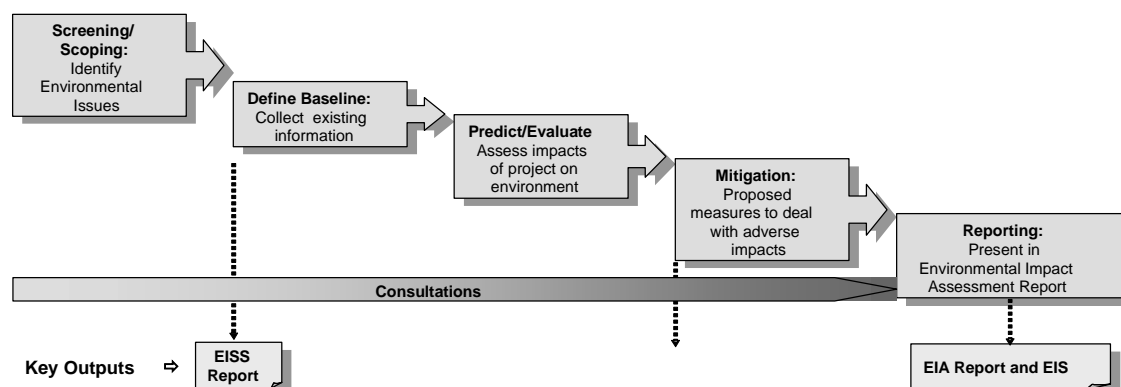 Screening/
Scoping:
Identify
Environmental
Issues
Define Baseline:
Collect existing
information
Predict/Evaluate
Assess impacts
of project on
environment
Mitigation:
Proposed
measures to deal
with adverse
impacts
Reporting:
Present in
Environmental Impact
Assessment Report
Consultations
Key Outputs ⇨
EISS
Report
EIA Report and EIS